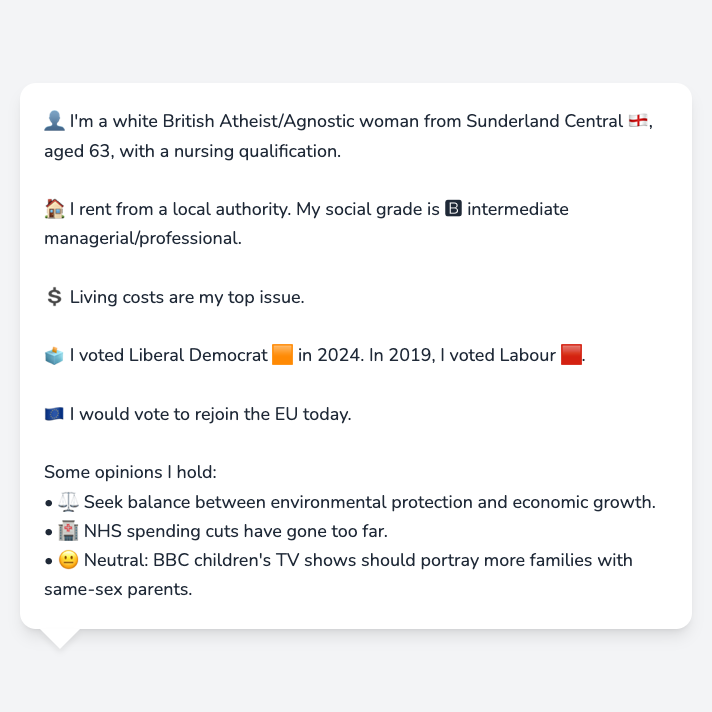 👤 I'm a white British Atheist/Agnostic woman from Sunderland Central 🏴󠁧󠁢󠁥󠁮󠁧󠁿,
aged 63, with a nursing qualification.
🏠 I rent from a local authority. My social grade is 🅱 intermediate
managerial/professional.
💲 Living costs are my top issue.
🗳️ I voted Liberal Democrat 🟧 in 2024. In 2019, I voted Labour 🟥.
🇪🇺 I would vote to rejoin the EU today.
Some opinions I hold:
• ⚖️ Seek balance between environmental protection and economic growth.
• 🏥 NHS spending cuts have gone too far.
• 😐 Neutral: BBC children's TV shows should portray more families with
same-sex parents.